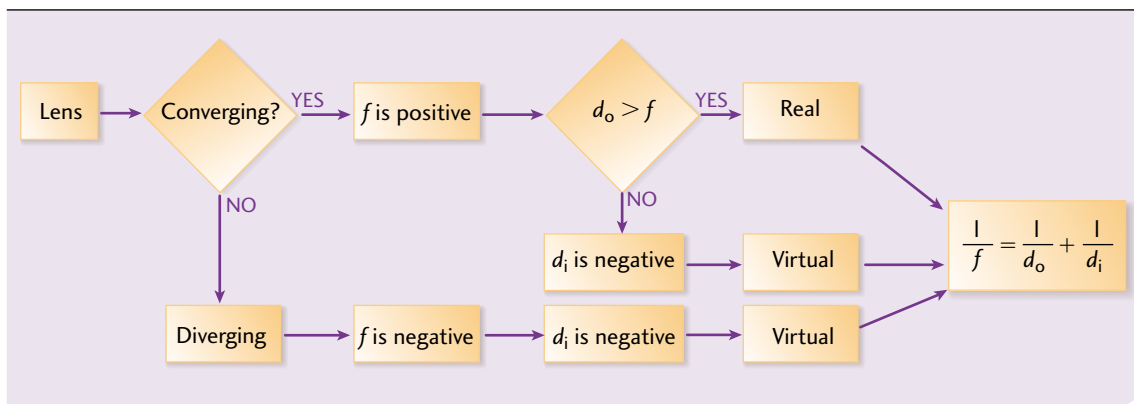 Lens
Converging?
YES
f is positive
dₒ > f
YES
Real
NO
NO
dᵢ is negative
Virtual
1/f = 1/dₒ + 1/dᵢ
Diverging
f is negative
dᵢ is negative
Virtual